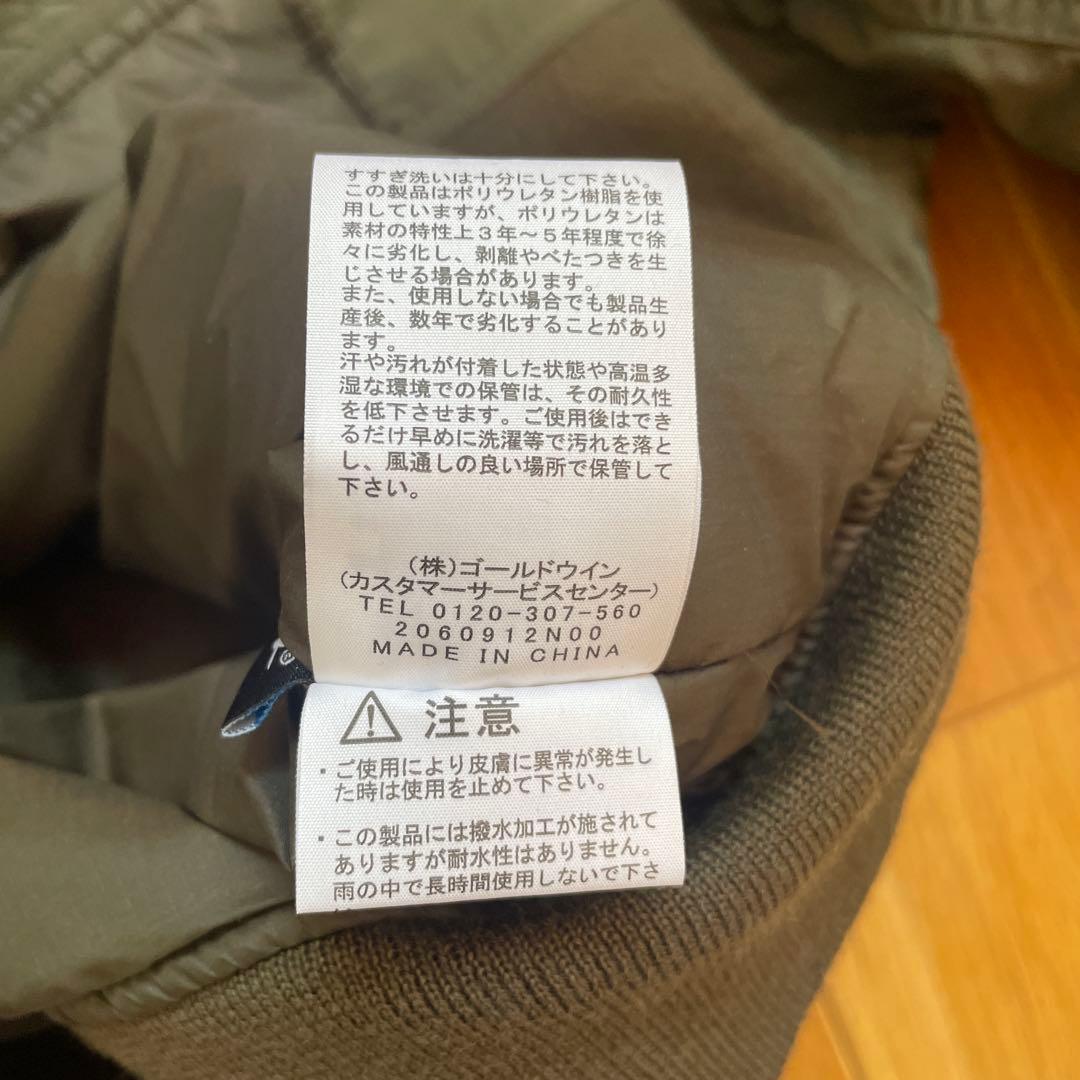 すすぎ洗いは十分にして下さい。
この製品はポリウレタン樹脂を使
用していますが、ポリウレタンは
素材の特性上3年～5年程度で徐
々に劣化し、剥離やべたつきを生
じさせる場合があります。
また、使用しない場合でも製品生
産後、数年で劣化することがあり
ます。
汗や汚れが付着した状態や高温多
湿な環境での保管は、その耐久性
を低下させます。ご使用後はでき
るだけ早めに洗濯等で汚れを落と
し、風通しの良い場所で保管して
下さい。
(株)ゴールドウイン
(カスタマーサービスセンター)
TEL 0120-307-560
2060912N00
MADE IN CHINA
⚠ 注意
・ご使用により皮膚に異常が発生し
た時は使用を止めて下さい。
・この製品には撥水加工が施されて
ありますが耐水性はありません。
雨の中で長時間使用しないで下さ